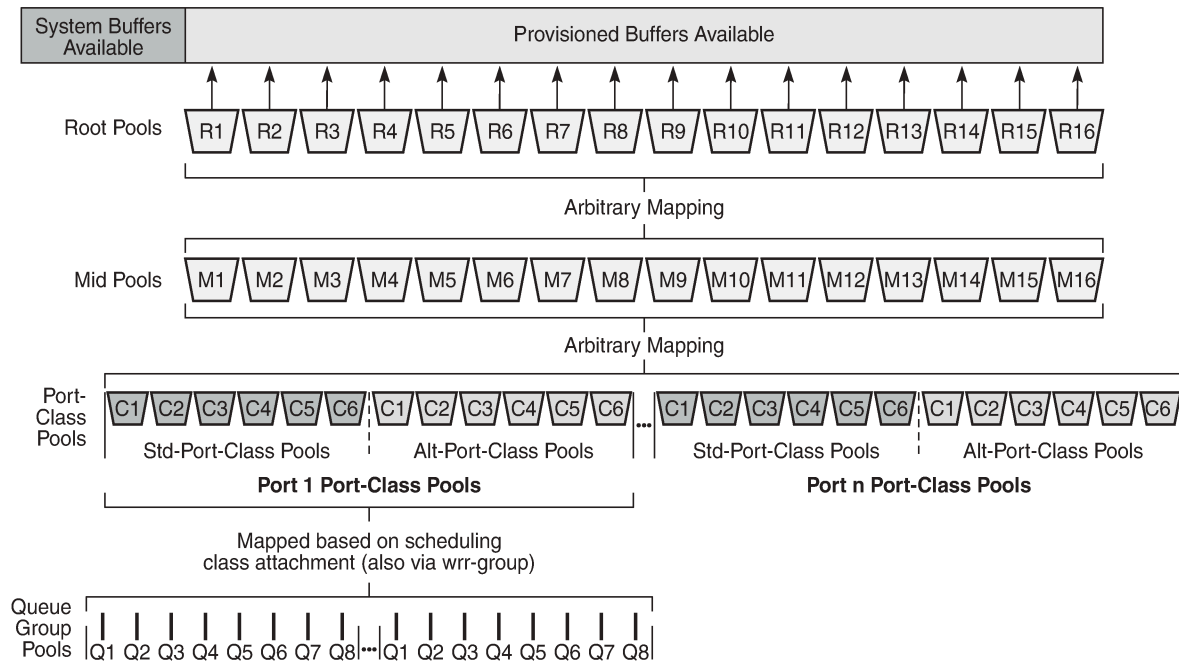 System Buffers
Available
Provisioned Buffers Available
Root Pools
R1 R2 R3 R4 R5 R6 R7 R8 R9 R10 R11 R12 R13 R14 R15 R16
Arbitrary Mapping
Mid Pools
M1 M2 M3 M4 M5 M6 M7 M8 M9 M10 M11 M12 M13 M14 M15 M16
Arbitrary Mapping
Port-
Class
Pools
C1 C2 C3 C4 C5 C6 C1 C2 C3 C4 C5 C6 ••• C1 C2 C3 C4 C5 C6 C1 C2 C3 C4 C5 C6
Std-Port-Class Pools Alt-Port-Class Pools Std-Port-Class Pools Alt-Port-Class Pools
Port 1 Port-Class Pools Port n Port-Class Pools
Mapped based on scheduling
class attachment (also via wrr-group)
Queue
Group
Pools
Q1 Q2 Q3 Q4 Q5 Q6 Q7 Q8 ••• Q1 Q2 Q3 Q4 Q5 Q6 Q7 Q8